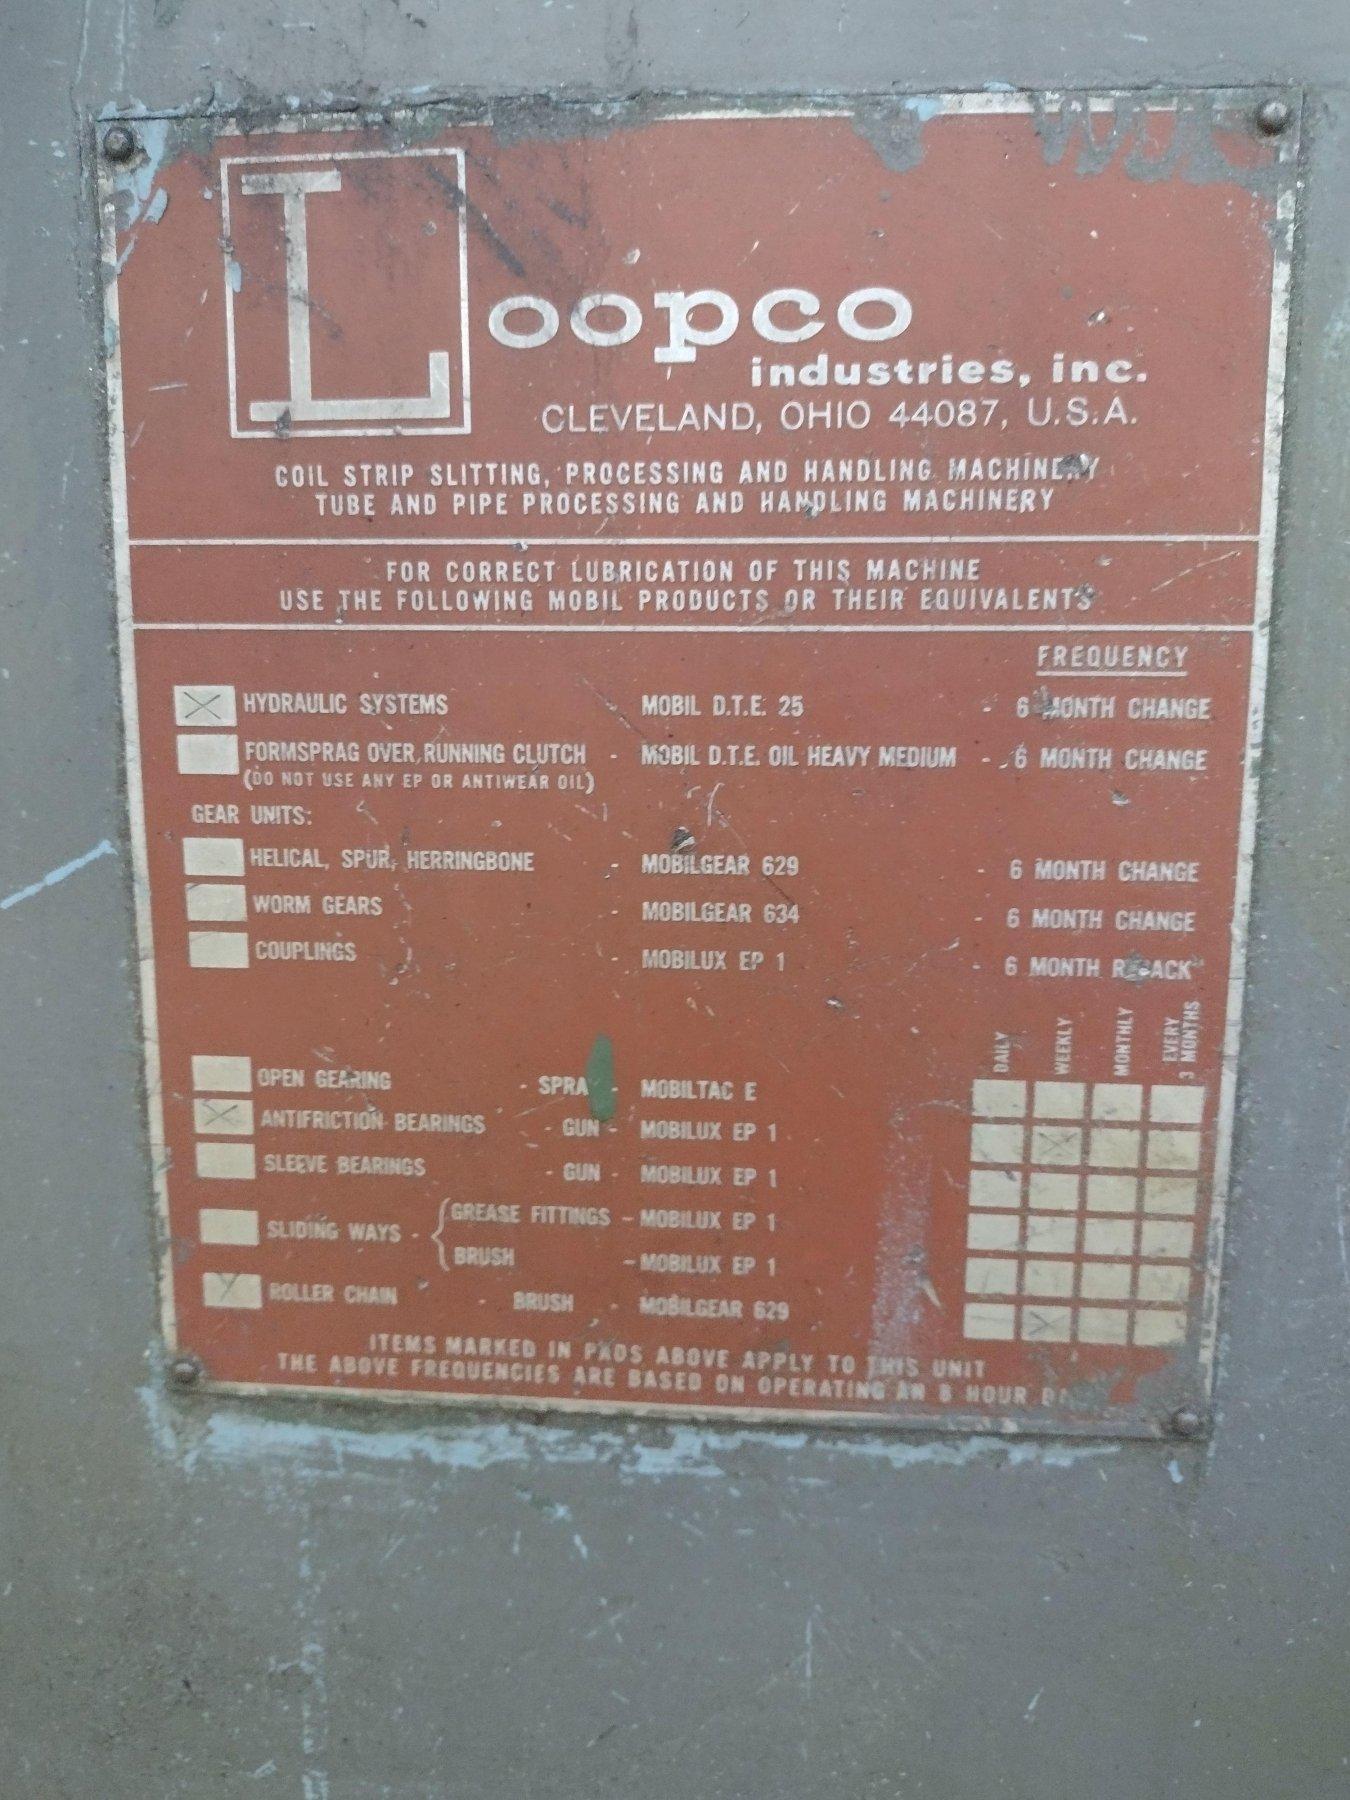 Loopco
industries, inc.
CLEVELAND, OHIO 44087, U.S.A.
COIL STRIP SLITTING, PROCESSING AND HANDLING MACHINERY
TUBE AND PIPE PROCESSING AND HANDLING MACHINERY
FOR CORRECT LUBRICATION OF THIS MACHINE
USE THE FOLLOWING MOBIL PRODUCTS OR THEIR EQUIVALENTS
FREQUENCY
X HYDRAULIC SYSTEMS MOBIL D.T.E. 25 - 6 MONTH CHANGE
FORMSPRAG OVER RUNNING CLUTCH - MOBIL D.T.E. OIL HEAVY MEDIUM - 6 MONTH CHANGE
(DO NOT USE ANY EP OR ANTIWEAR OIL)
GEAR UNITS:
HELICAL, SPUR, HERRINGBONE - MOBILGEAR 629 - 6 MONTH CHANGE
WORM GEARS - MOBILGEAR 634 - 6 MONTH CHANGE
COUPLINGS - MOBILUX EP 1 - 6 MONTH REPACK
DAILY WEEKLY MONTHLY EVERY 3 MONTHS
OPEN GEARING - SPRAY - MOBILTAC E
X ANTIFRICTION BEARINGS - GUN - MOBILUX EP 1 X
SLEEVE BEARINGS - GUN - MOBILUX EP 1
SLIDING WAYS - { GREASE FITTINGS - MOBILUX EP 1
BRUSH - MOBILUX EP 1
X ROLLER CHAIN - BRUSH - MOBILGEAR 629 X
ITEMS MARKED IN PADS ABOVE APPLY TO THIS UNIT
THE ABOVE FREQUENCIES ARE BASED ON OPERATING AN 8 HOUR